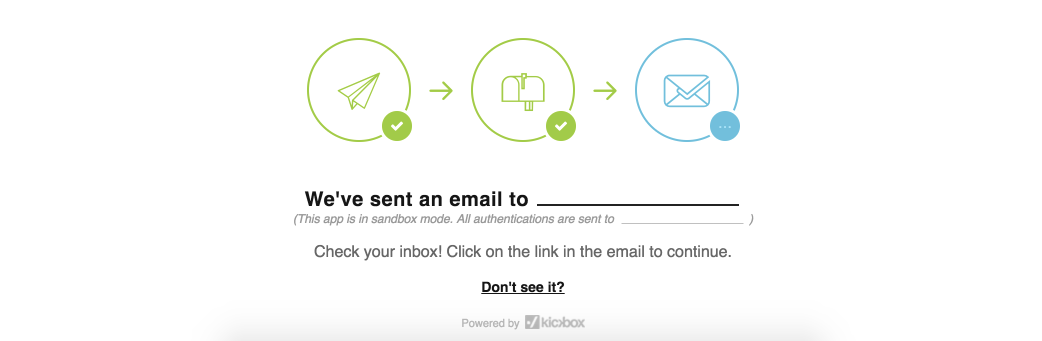 We've sent an email to
(This app is in sandbox mode. All authentications are sent to )
Check your inbox! Click on the link in the email to continue.
Don't see it?
Powered by kickbox